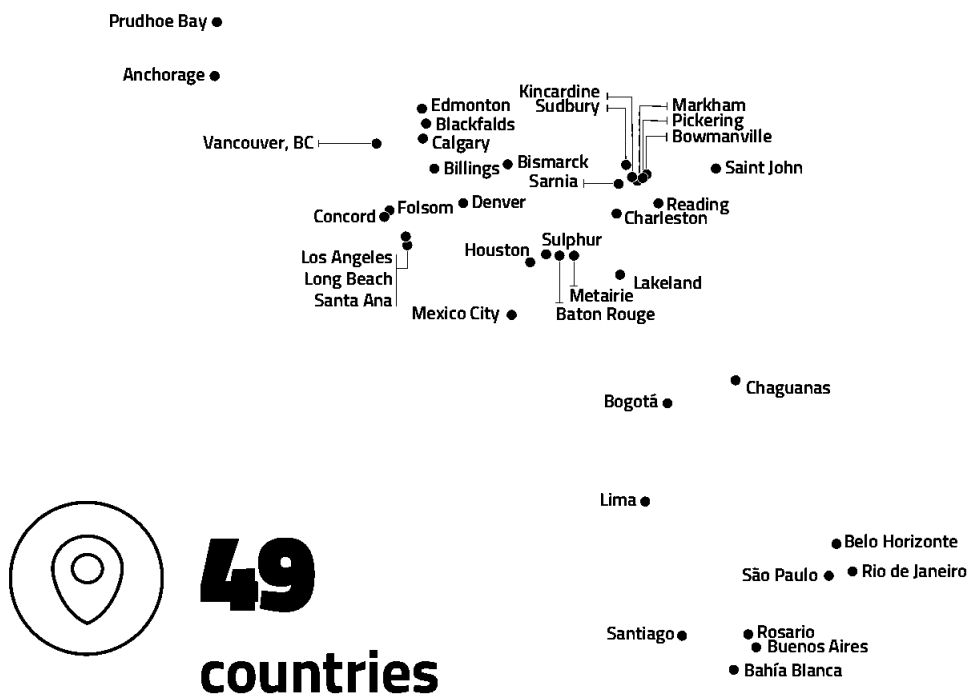 Prudhoe Bay
Anchorage
Kincardine
Sudbury
Markham
Pickering
Bowmanville
Edmonton
Blackfalds
Calgary
Vancouver, BC
Billings
Bismarck
Sarnia
Saint John
Concord
Folsom
Denver
Reading
Charleston
Los Angeles
Long Beach
Santa Ana
Houston
Sulphur
Metairie
Baton Rouge
Lakeland
Mexico City
Bogotá
Chaguanas
Lima
Belo Horizonte
São Paulo
Rio de Janeiro
Santiago
Rosario
Buenos Aires
Bahía Blanca
49
countries